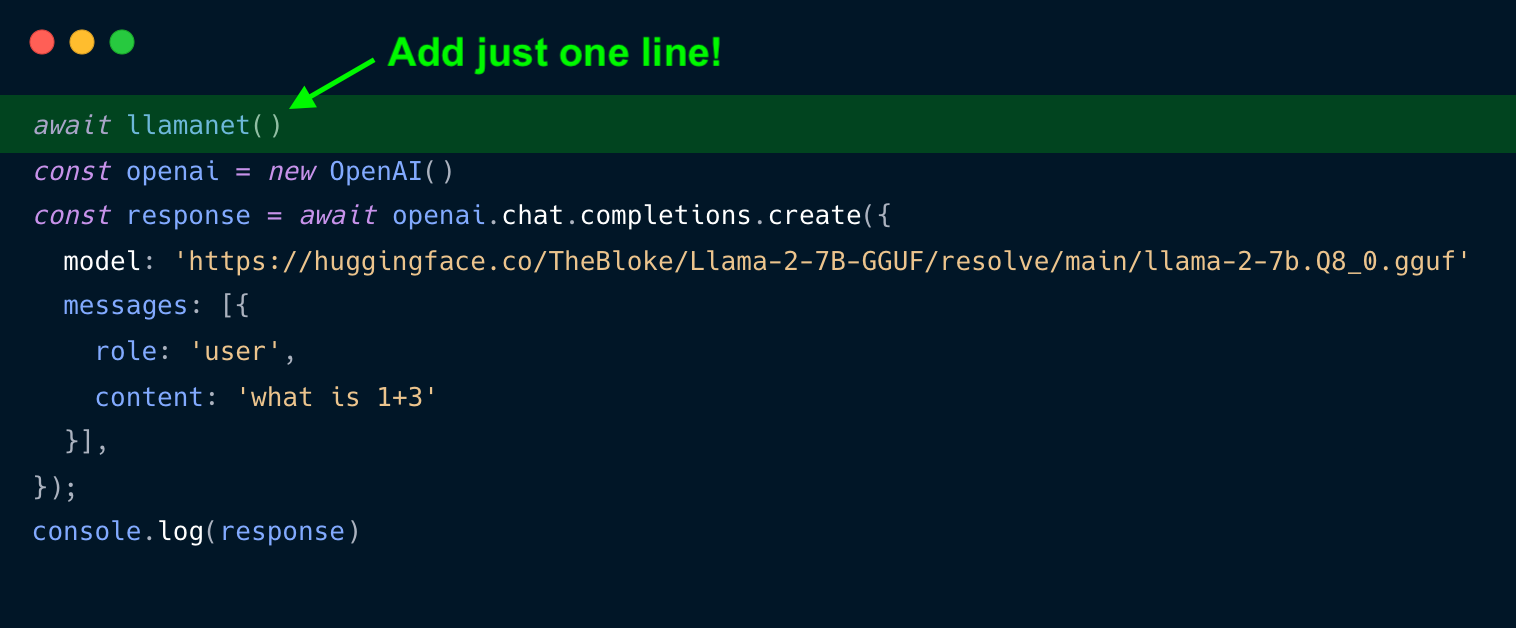 Add just one line!
await llamanet()
const openai = new OpenAI()
const response = await openai.chat.completions.create({
  model: 'https://huggingface.co/TheBloke/Llama-2-7B-GGUF/resolve/main/llama-2-7b.Q8_0.gguf'
  messages: [{
    role: 'user',
    content: 'what is 1+3'
  }],
});
console.log(response)